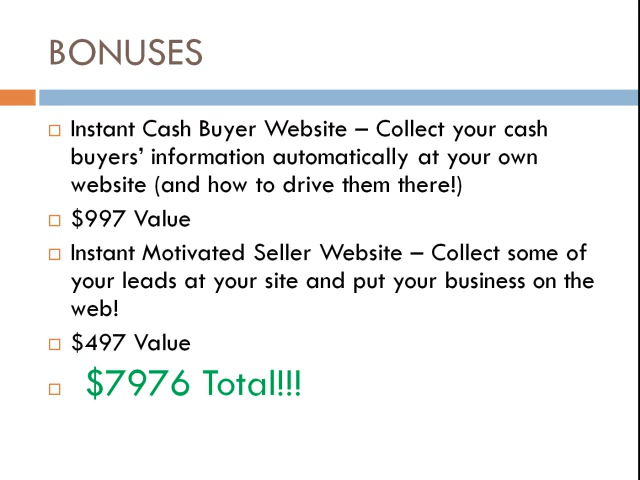 BONUSES
Instant Cash Buyer Website – Collect your cash
buyers’ information automatically at your own
website (and how to drive them there!)
$997 Value
Instant Motivated Seller Website – Collect some of
your leads at your site and put your business on the
web!
$497 Value
$7976 Total!!!